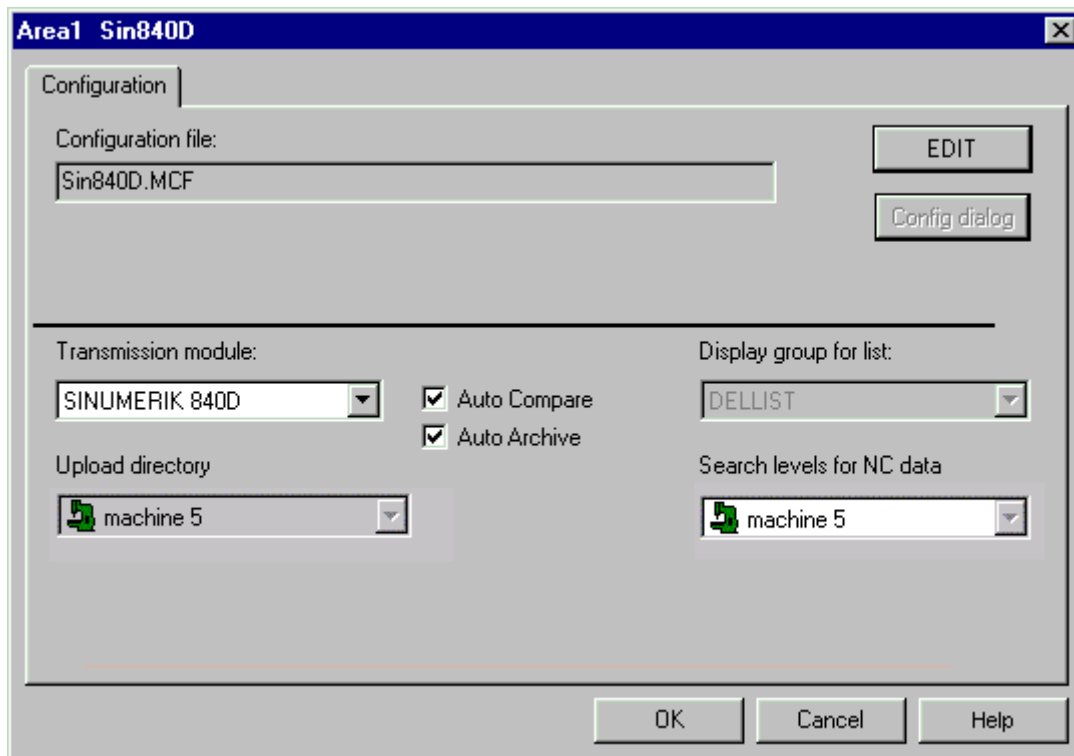 Area1 Sin840D
Configuration
Configuration file:
EDIT
Sin840D.MCF
Config dialog
Transmission module:
Display group for list:
SINUMERIK 840D
Auto Compare
DELLIST
Auto Archive
Upload directory
Search levels for NC data
machine 5
machine 5
OK
Cancel
Help